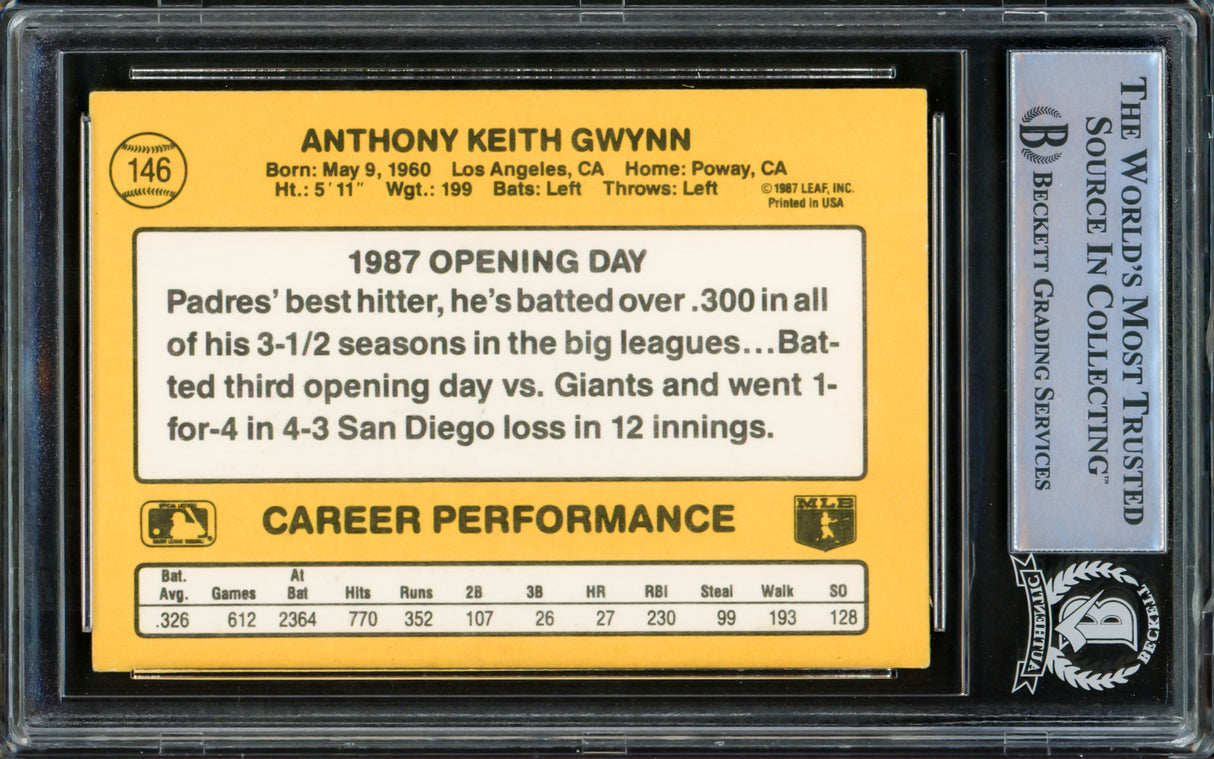 146
ANTHONY KEITH GWYNN
Born: May 9, 1960 Los Angeles, CA Home: Poway, CA
Ht.: 5'11" Wgt.: 199 Bats: Left Throws: Left
©1987 LEAF, INC.
Printed in USA
1987 OPENING DAY
Padres' best hitter, he's batted over .300 in all
of his 3-1/2 seasons in the big leagues...Bat-
ted third opening day vs. Giants and went 1-
for-4 in 4-3 San Diego loss in 12 innings.
CAREER PERFORMANCE
MLB
Bat. Avg. Games At Bat Hits Runs 2B 3B HR RBI Steal Walk SO
.326 612 2364 770 352 107 26 27 230 99 193 128
THE WORLD'S MOST TRUSTED
SOURCE IN COLLECTING™
B BECKETT GRADING SERVICES
AUTHENTIC
B
BECKETT